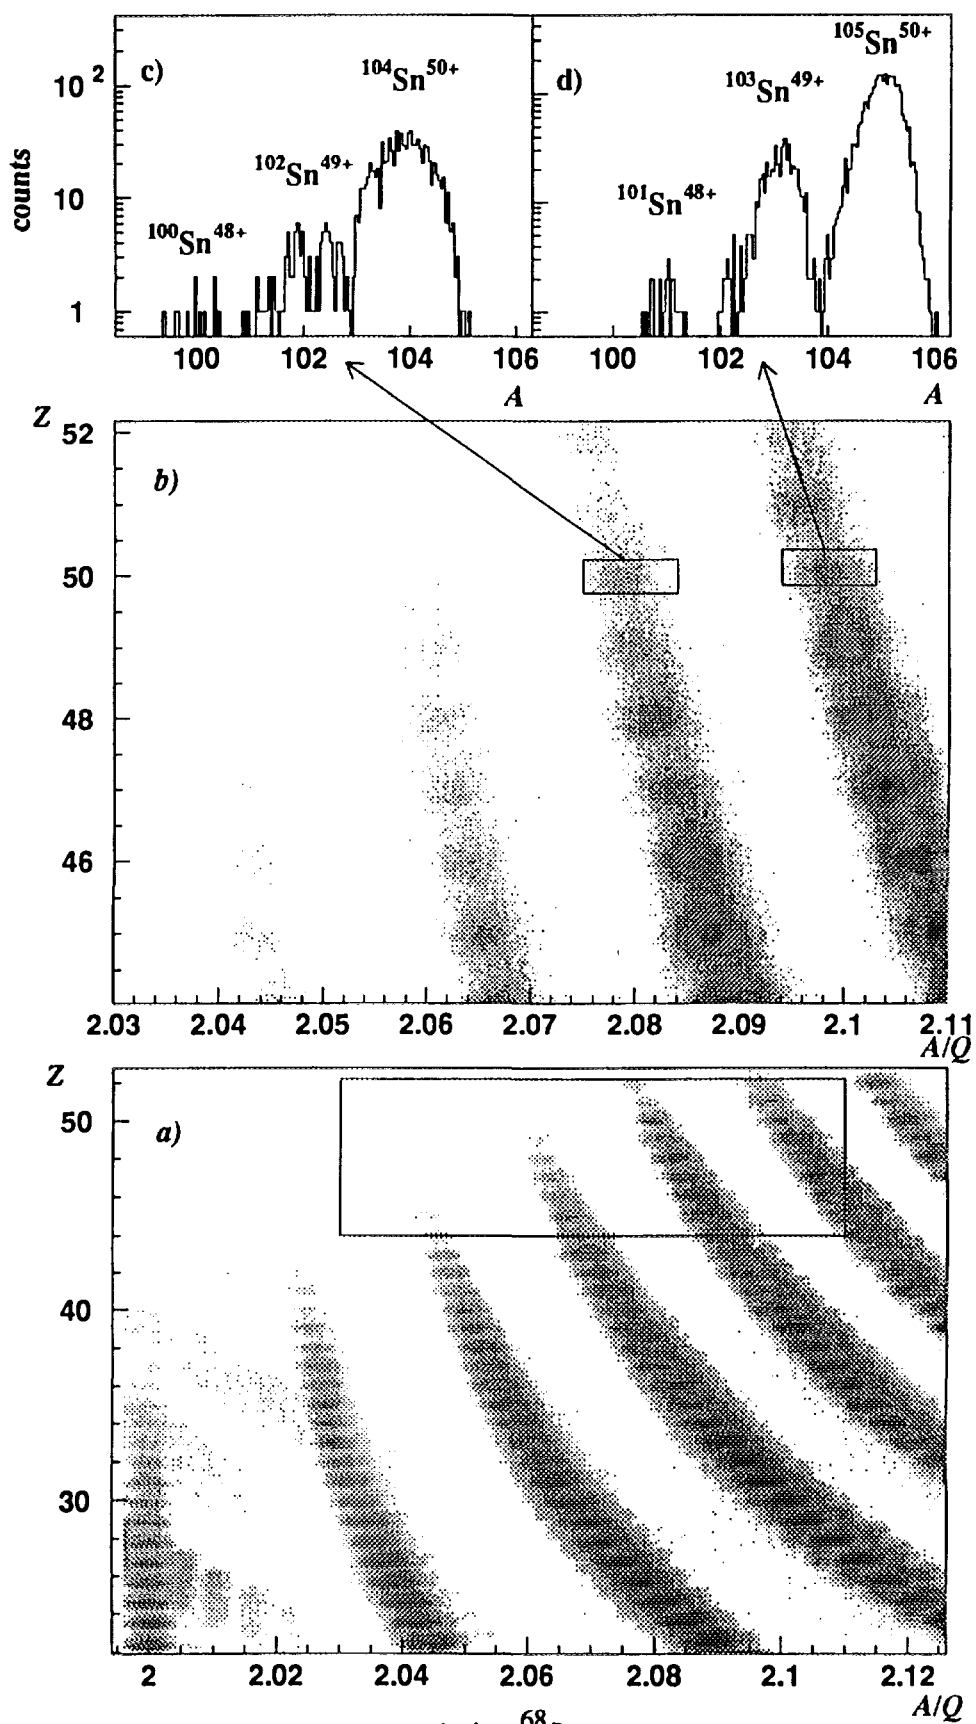 c)
¹⁰⁴Sn⁵⁰⁺
¹⁰²Sn⁴⁹⁺
¹⁰⁰Sn⁴⁸⁺
counts
10 ²
10
1
100 102 104 106
A
d)
¹⁰⁵Sn⁵⁰⁺
¹⁰³Sn⁴⁹⁺
¹⁰¹Sn⁴⁸⁺
100 102 104 106
A
Z
b)
52
50
48
46
2.03 2.04 2.05 2.06 2.07 2.08 2.09 2.1 2.11
A/Q
Z
a)
50
40
30
2 2.02 2.04 2.06 2.08 2.1 2.12
A/Q
68